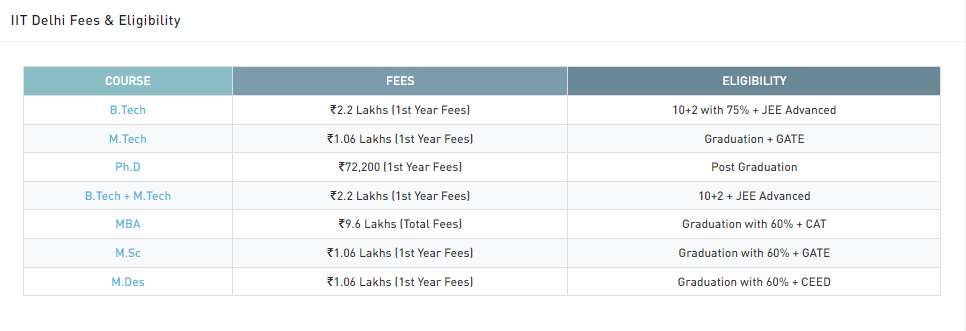 IIT Delhi Fees & Eligibility
COURSE FEES ELIGIBILITY
B.Tech ₹2.2 Lakhs (1st Year Fees) 10+2 with 75% + JEE Advanced
M.Tech ₹1.06 Lakhs (1st Year Fees) Graduation + GATE
Ph.D ₹72,200 (1st Year Fees) Post Graduation
B.Tech + M.Tech ₹2.2 Lakhs (1st Year Fees) 10+2 + JEE Advanced
MBA ₹9.6 Lakhs (Total Fees) Graduation with 60% + CAT
M.Sc ₹1.06 Lakhs (1st Year Fees) Graduation with 60% + GATE
M.Des ₹1.06 Lakhs (1st Year Fees) Graduation with 60% + CEED